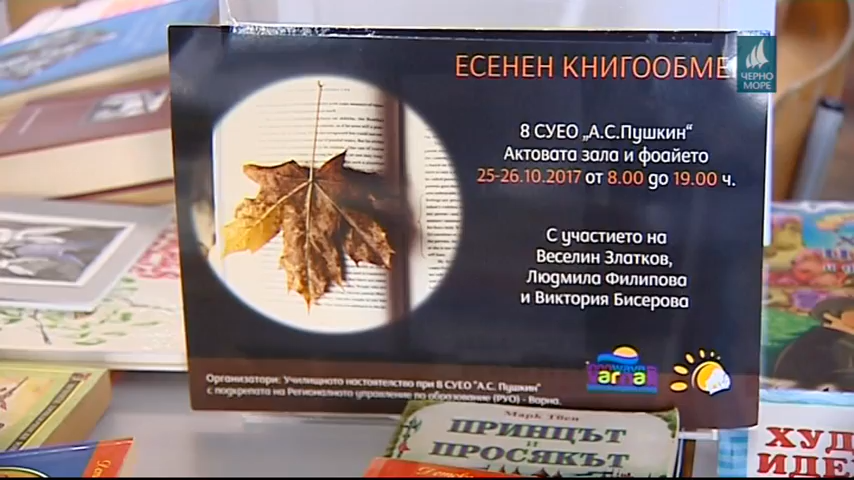 ЕСЕНЕН КНИГООБМЕ
ЧЕРНО
МОРЕ
8 СУЕО „А.С.Пушкин“
Актовата зала и фоайето
25-26.10.2017 от 8.00 до 19.00 ч.
С участието на
Веселин Златков,
Людмила Филипова
и Виктория Бисерова
Организатори: Училищното настоятелство при 8 СУЕО "А.С. Пушкин"
с подкрепата на Регионалното управление по образование (РУО) - Варна.
Марк Твен
ПРИНЦЪТ
и
ПРОСЯКЪТ
ХУД
ИДЕ